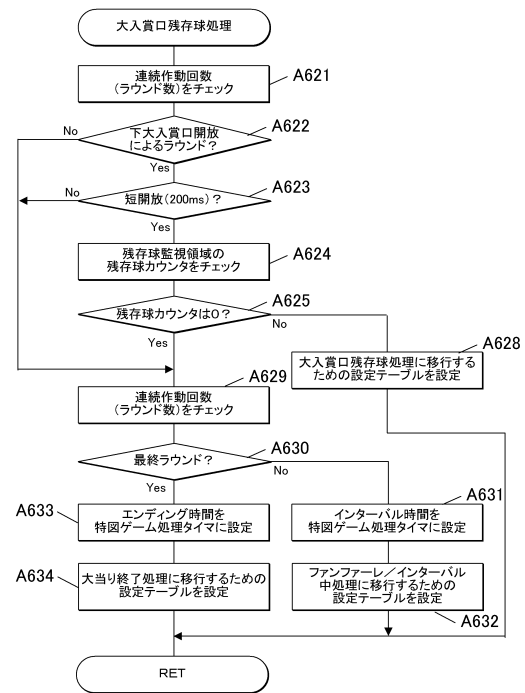 大入賞口残存球処理
連続作動回数
(ラウンド数)をチェック
A621
下大入賞口開放
によるラウンド?
A622
No
Yes
短開放(200ms)?
A623
No
Yes
残存球監視領域の
残存球カウンタをチェック
A624
残存球カウンタは0?
A625
No
Yes
大入賞口残存球処理に移行する
ための設定テーブルを設定
A628
連続作動回数
(ラウンド数)をチェック
A629
最終ラウンド?
A630
No
Yes
エンディング時間を
特図ゲーム処理タイマに設定
A633
インターバル時間を
特図ゲーム処理タイマに設定
A631
大当り終了処理に移行するための
設定テーブルを設定
A634
ファンファーレ/インターバル
中処理に移行するための
設定テーブルを設定
A632
RET